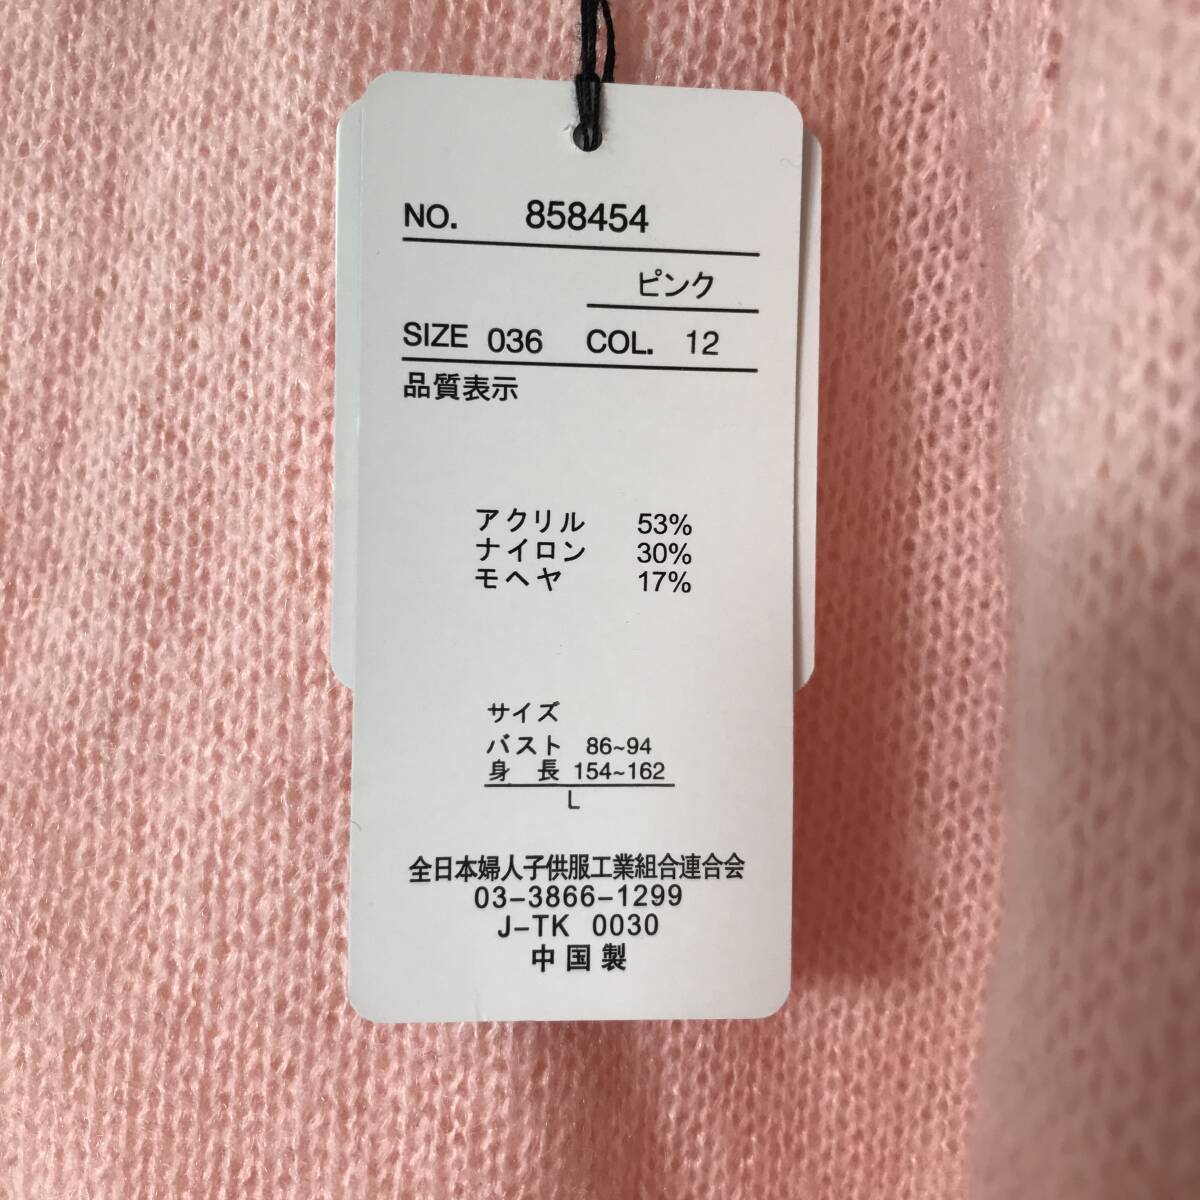 NO. 858454
ピンク
SIZE 036 COL. 12
品質表示
アクリル 53%
ナイロン 30%
モヘヤ 17%
サイズ
バスト 86~94
身 長 154~162
L
全日本婦人子供服工業組合連合会
03-3866-1299
J-TK 0030
中国製